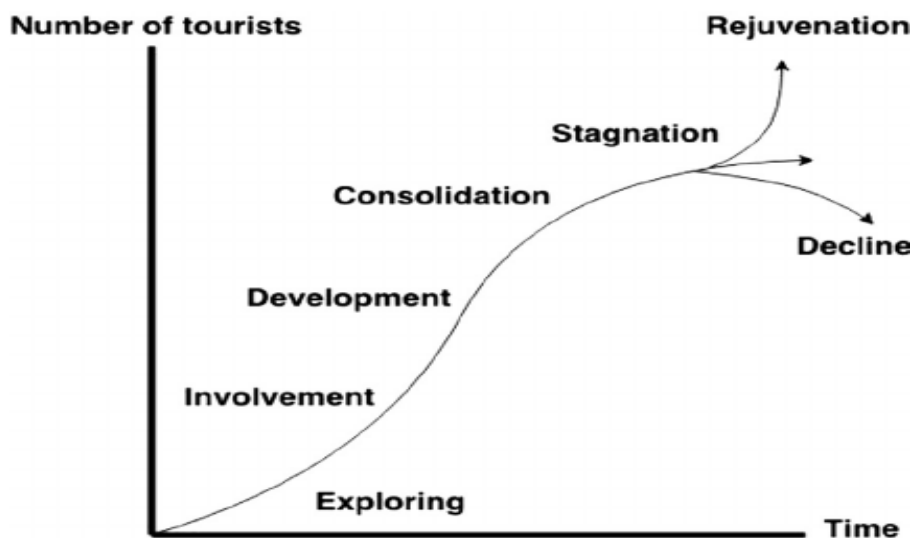 Number of tourists
Rejuvenation
Stagnation
Consolidation
Decline
Development
Involvement
Exploring
Time